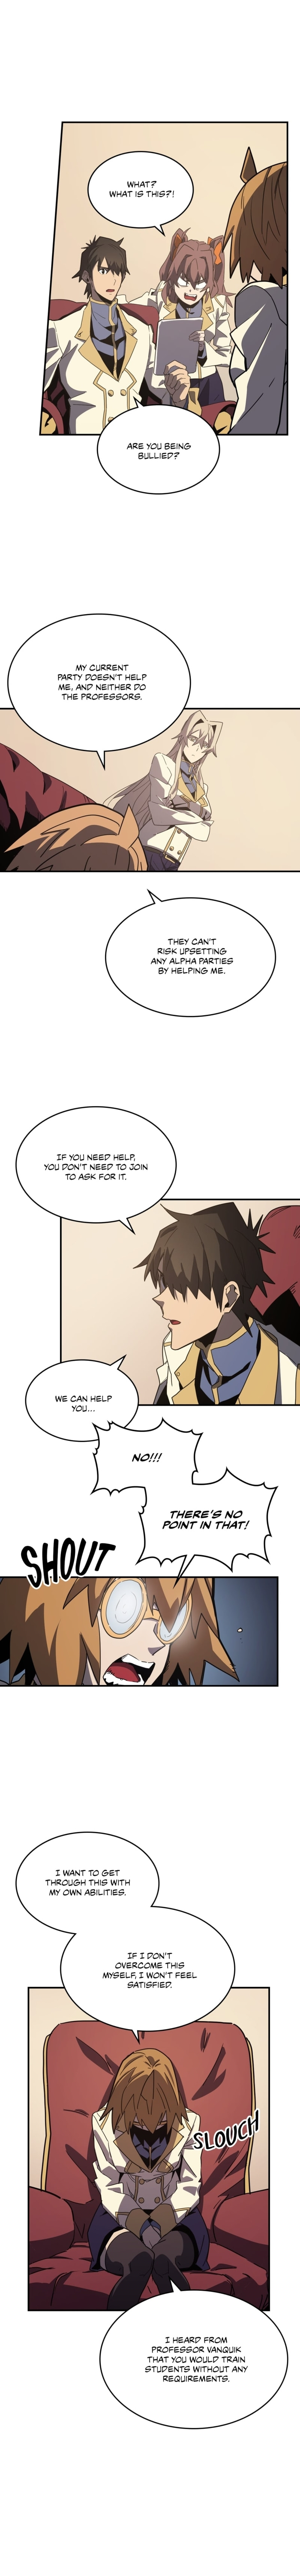 WHAT?
WHAT IS THIS?!
ARE YOU BEING
BULLIED?
MY CURRENT
PARTY DOESN'T HELP
ME, AND NEITHER DO
THE PROFESSORS.
THEY CAN'T
RISK UPSETTING
ANY ALPHA PARTIES
BY HELPING ME.
IF YOU NEED HELP,
YOU DON'T NEED TO JOIN
TO ASK FOR IT.
WE CAN HELP
YOU...
NO!!!
THERE'S NO
POINT IN THAT!
SHOUT
I WANT TO GET
THROUGH THIS WITH
MY OWN ABILITIES.
IF I DON'T
OVERCOME THIS
MYSELF, I WON'T FEEL
SATISFIED.
SLOUCH
I HEARD FROM
PROFESSOR VANQUIK
THAT YOU WOULD TRAIN
STUDENTS WITHOUT ANY
REQUIREMENTS.